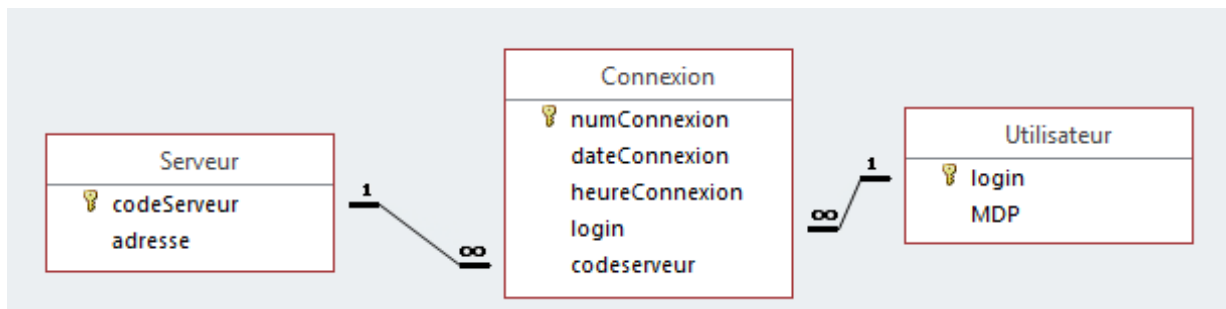 Serveur
codeServeur
adresse
1
∞
Connexion
numConnexion
dateConnexion
heureConnexion
login
codeserveur
∞
1
Utilisateur
login
MDP